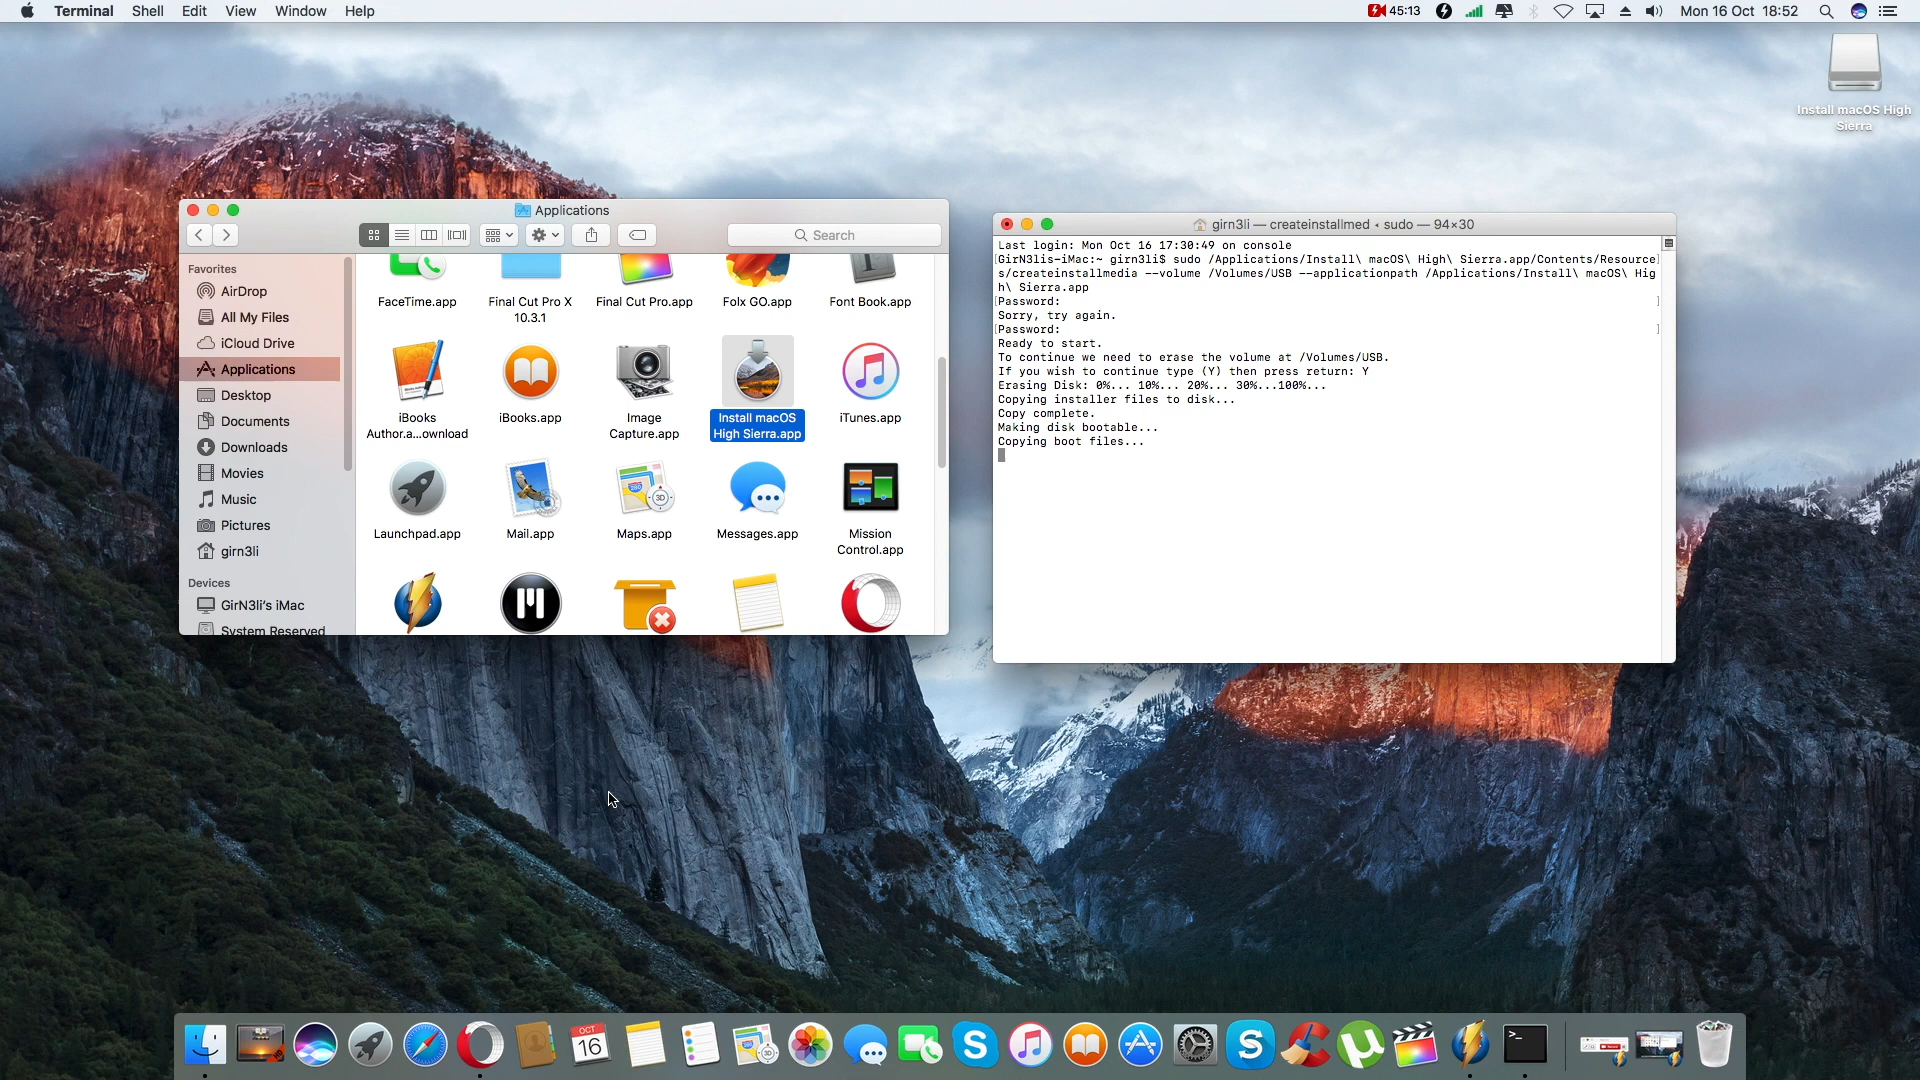 Terminal Shell Edit View Window Help
45:13 Mon 16 Oct 18:52
Install macOS High
Sierra
Applications
Search
Favorites
AirDrop
All My Files
iCloud Drive
Applications
Desktop
Documents
Downloads
Movies
Music
Pictures
girn3li
Devices
GirN3li's iMac
System Reserved
FaceTime.app
Final Cut Pro X
10.3.1
Final Cut Pro.app
Folx GO.app
Font Book.app
iBooks
Author.a...ownload
iBooks.app
Image
Capture.app
Install macOS
High Sierra.app
iTunes.app
Launchpad.app
Mail.app
Maps.app
Messages.app
Mission
Control.app
girn3li — createinstallmed ◂ sudo — 94×30
Last login: Mon Oct 16 17:30:49 on console
[GirN3lis-iMac:~ girn3li$ sudo /Applications/Install\ macOS\ High\ Sierra.app/Contents/Resource]
s/createinstallmedia --volume /Volumes/USB --applicationpath /Applications/Install\ macOS\ Hig
h\ Sierra.app
[Password: ]
Sorry, try again.
[Password: ]
Ready to start.
To continue we need to erase the volume at /Volumes/USB.
If you wish to continue type (Y) then press return: Y
Erasing Disk: 0%... 10%... 20%... 30%...100%...
Copying installer files to disk...
Copy complete.
Making disk bootable...
Copying boot files...
OCT
16